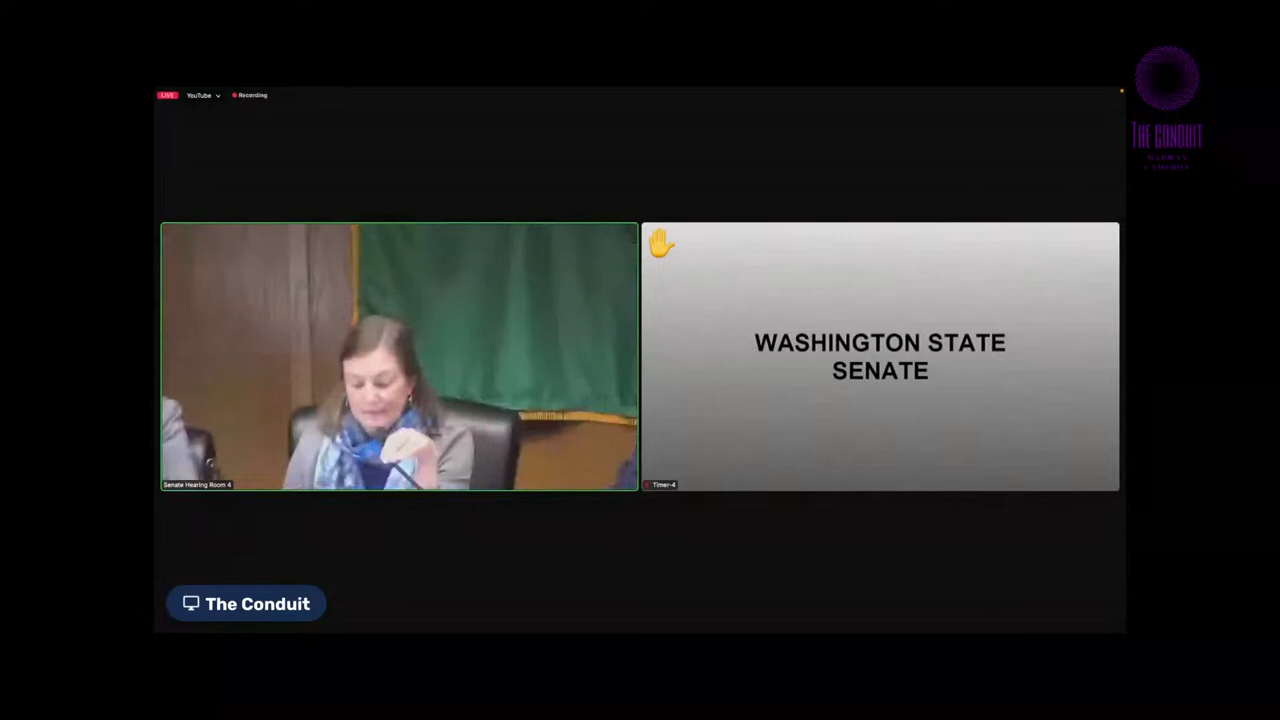 LIVE YouTube Recording
THE CONDUIT
WASHINGTON STATE
SENATE
Senate Hearing Room 4
Timer-4
The Conduit